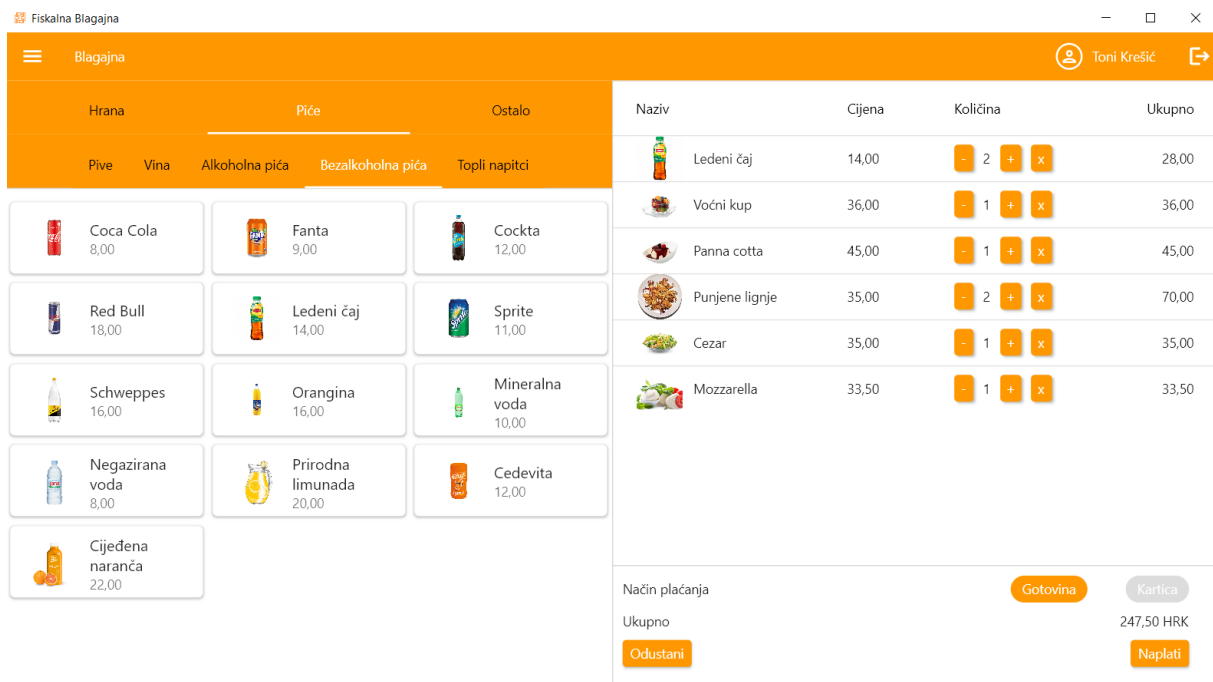 Fiskalna Blagajna
Blagajna
Toni Krešić
Hrana Piće Ostalo
Pive Vina Alkoholna pića Bezalkoholna pića Topli napitci
Coca Cola
8,00
Fanta
9,00
Cockta
12,00
Red Bull
18,00
Ledeni čaj
14,00
Sprite
11,00
Schweppes
16,00
Orangina
16,00
Mineralna
voda
10,00
Negazirana
voda
8,00
Prirodna
limunada
20,00
Cedevita
12,00
Cijeđena
naranča
22,00
Naziv Cijena Količina Ukupno
Ledeni čaj 14,00 - 2 + x 28,00
Voćni kup 36,00 - 1 + x 36,00
Panna cotta 45,00 - 1 + x 45,00
Punjene lignje 35,00 - 2 + x 70,00
Cezar 35,00 - 1 + x 35,00
Mozzarella 33,50 - 1 + x 33,50
Način plaćanja Gotovina Kartica
Ukupno 247,50 HRK
Odustani Naplati